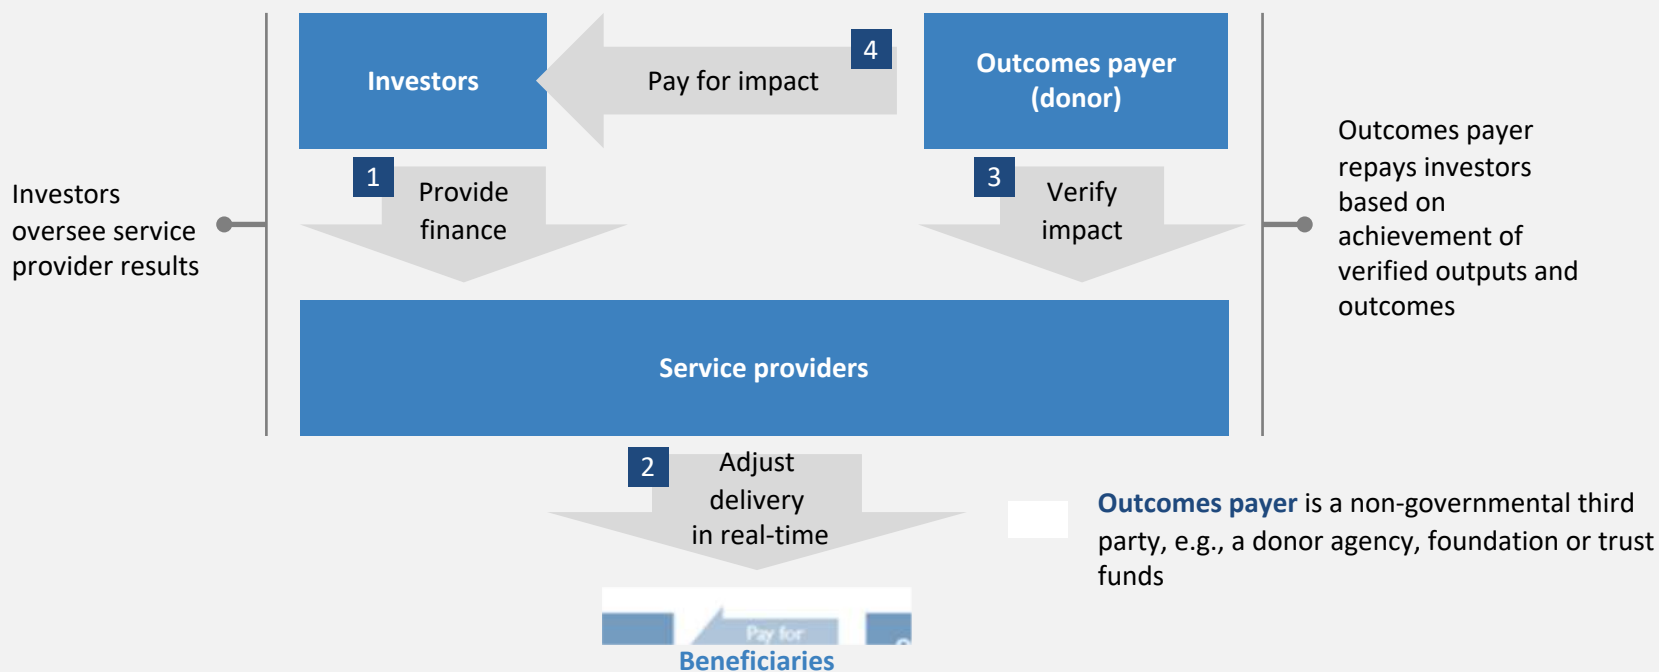 Investors
4
Pay for impact
Outcomes payer
(donor)
1
Provide
finance
3
Verify
impact
Investors
oversee service
provider results
Outcomes payer
repays investors
based on
achievement of
verified outputs and
outcomes
Service providers
2
Adjust
delivery
in real-time
Outcomes payer is a non-governmental third
party, e.g., a donor agency, foundation or trust
funds
Pay for
Beneficiaries